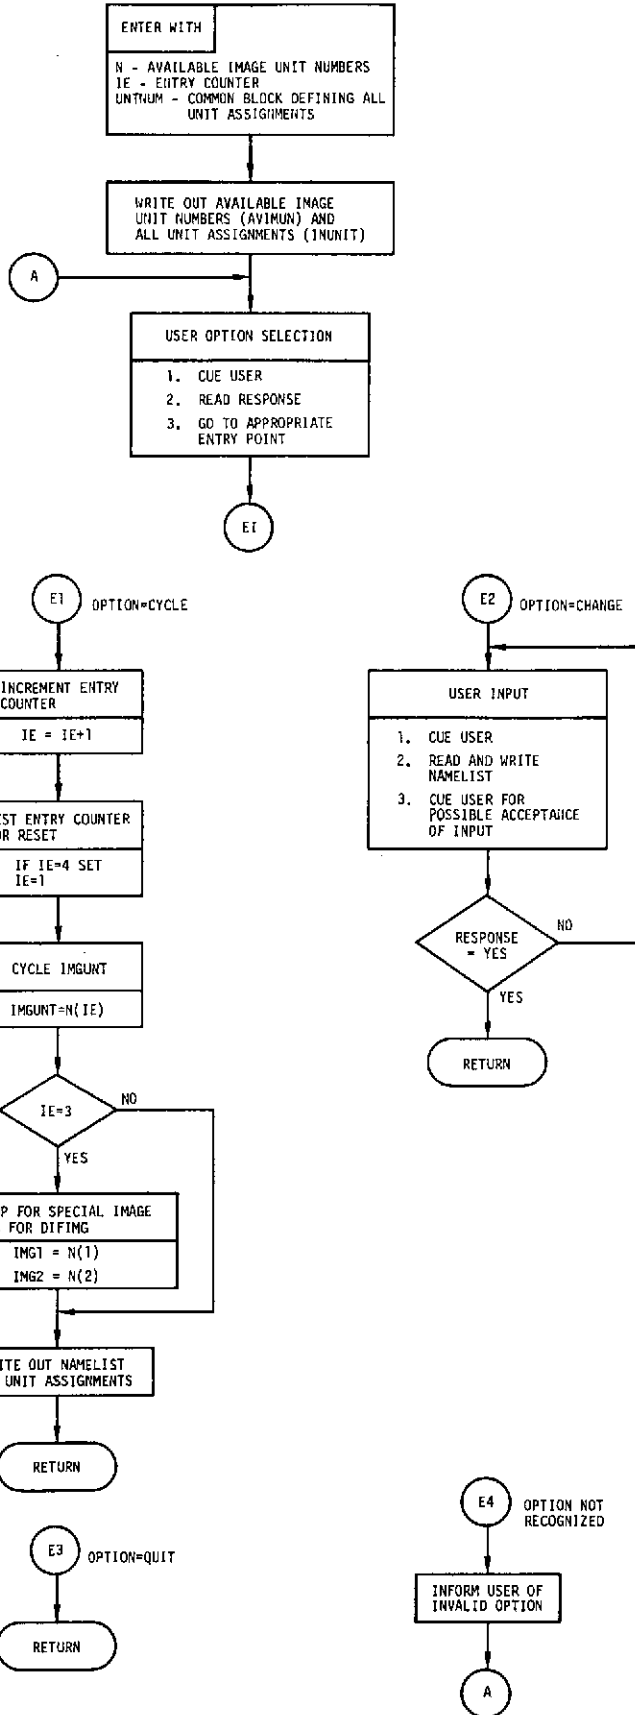 ENTER WITH
N - AVAILABLE IMAGE UNIT NUMBERS
IE - ENTRY COUNTER
UNTNUM - COMMON BLOCK DEFINING ALL
UNIT ASSIGNMENTS
WRITE OUT AVAILABLE IMAGE
UNIT NUMBERS (AVIMUN) AND
ALL UNIT ASSIGNMENTS (INUNIT)
A
USER OPTION SELECTION
1. CUE USER
2. READ RESPONSE
3. GO TO APPROPRIATE
ENTRY POINT
EI
E1 OPTION=CYCLE
INCREMENT ENTRY
COUNTER
IE = IE+1
EST ENTRY COUNTER
OR RESET
IF IE=4 SET
IE=1
CYCLE IMGUNT
IMGUNT=N(IE)
IE=3
NO
YES
P FOR SPECIAL IMAGE
FOR DIFIMG
IMG1 = N(1)
IMG2 = N(2)
ITE OUT NAMELIST
UNIT ASSIGNMENTS
RETURN
E3 OPTION=QUIT
RETURN
E2 OPTION=CHANGE
USER INPUT
1. CUE USER
2. READ AND WRITE
NAMELIST
3. CUE USER FOR
POSSIBLE ACCEPTANCE
OF INPUT
RESPONSE
= YES
NO
YES
RETURN
E4 OPTION NOT
RECOGNIZED
INFORM USER OF
INVALID OPTION
A